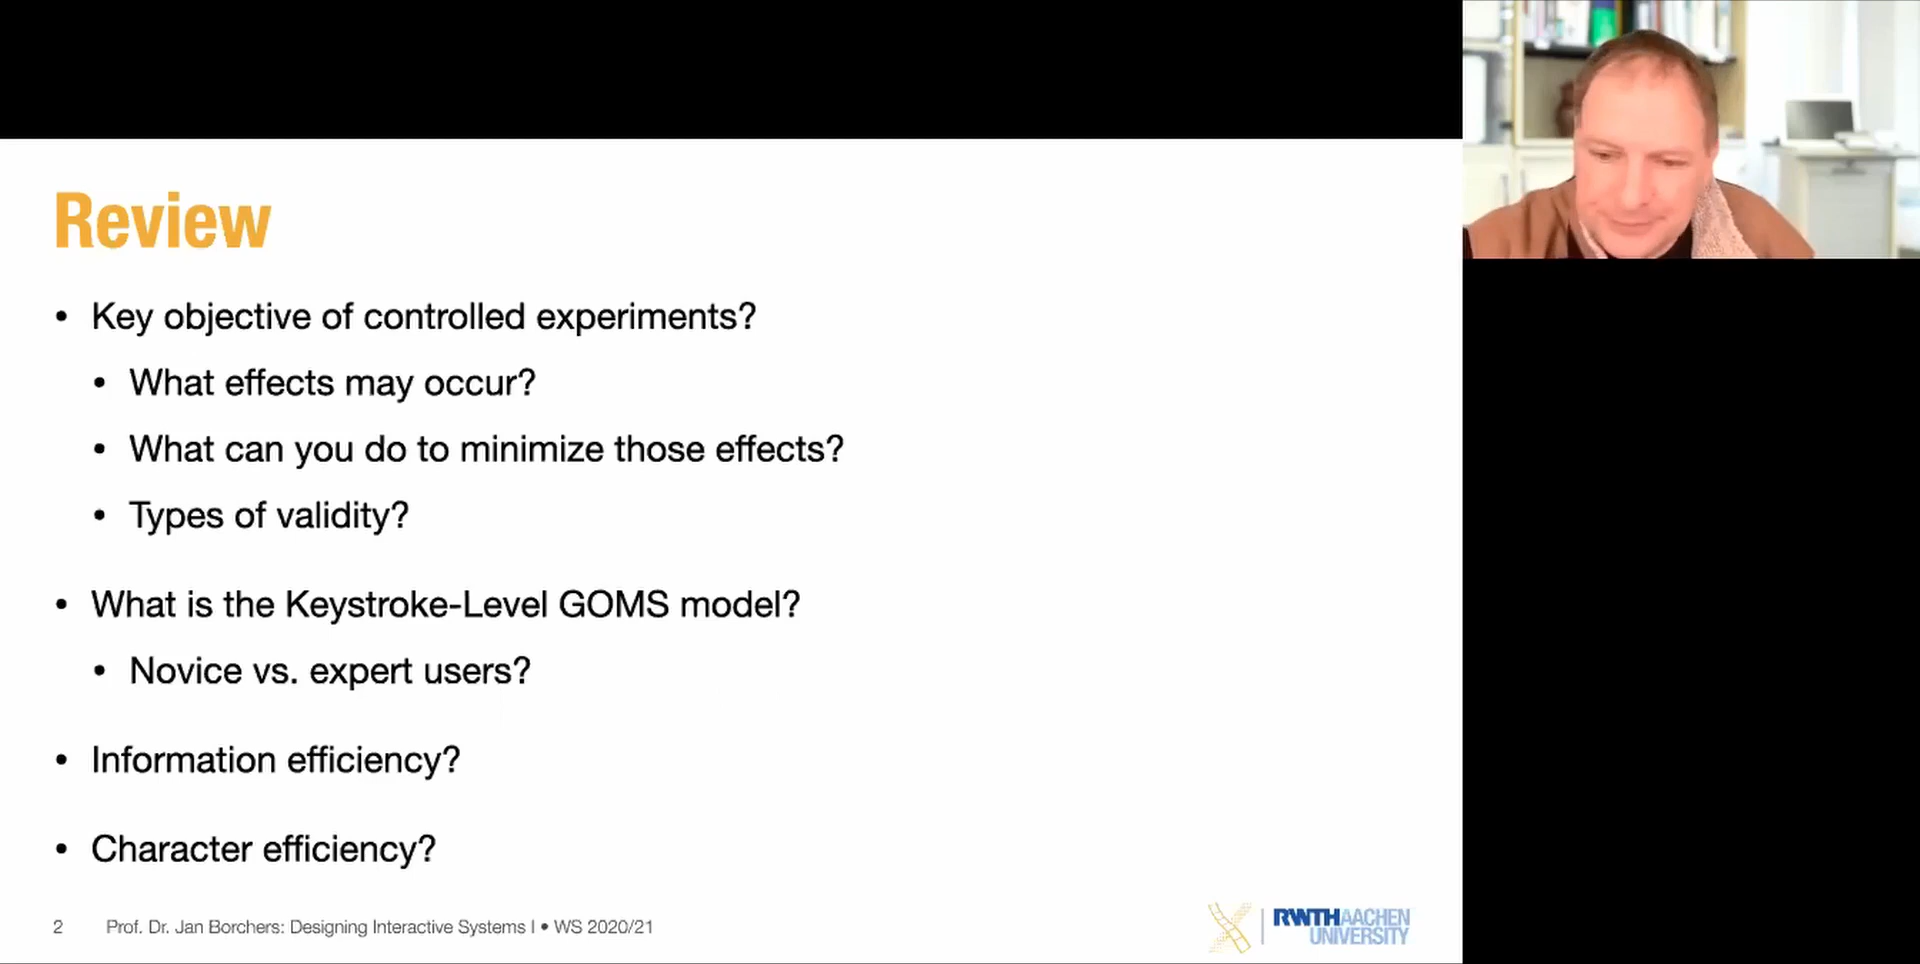 Review
• Key objective of controlled experiments?
• What effects may occur?
• What can you do to minimize those effects?
• Types of validity?
• What is the Keystroke-Level GOMS model?
• Novice vs. expert users?
• Information efficiency?
• Character efficiency?
2 Prof. Dr. Jan Borchers: Designing Interactive Systems I • WS 2020/21
RWTHAACHEN
UNIVERSITY